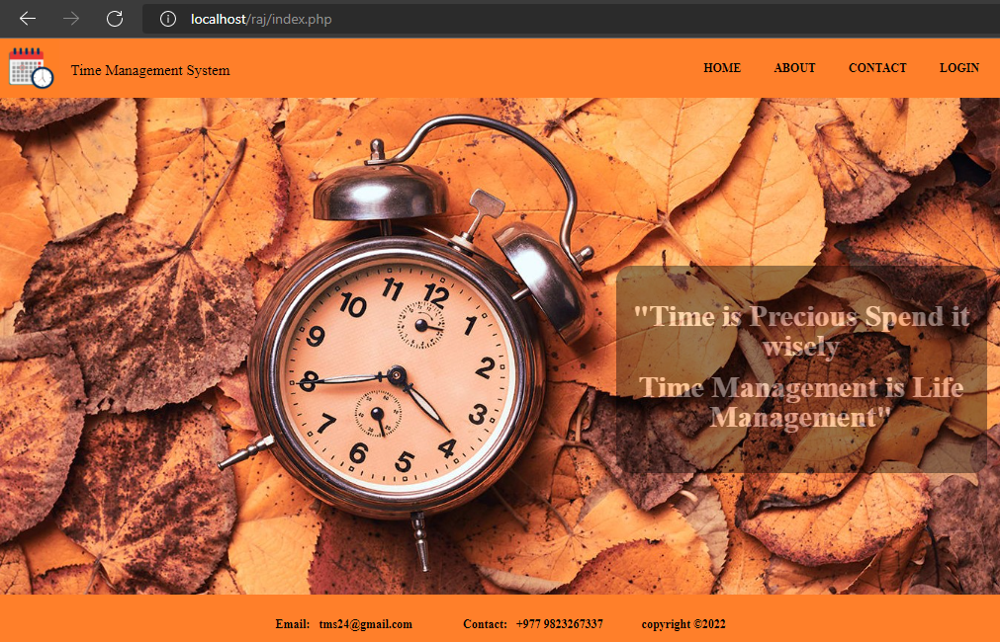 localhost/raj/index.php
Time Management System
HOME ABOUT CONTACT LOGIN
11 12
10 1
9 2
8 3
7 4
6 5
"Time is Precious Spend it
wisely
Time Management is Life
Management"
Email: tms24@gmail.com Contact: +977 9823267337 copyright ©2022